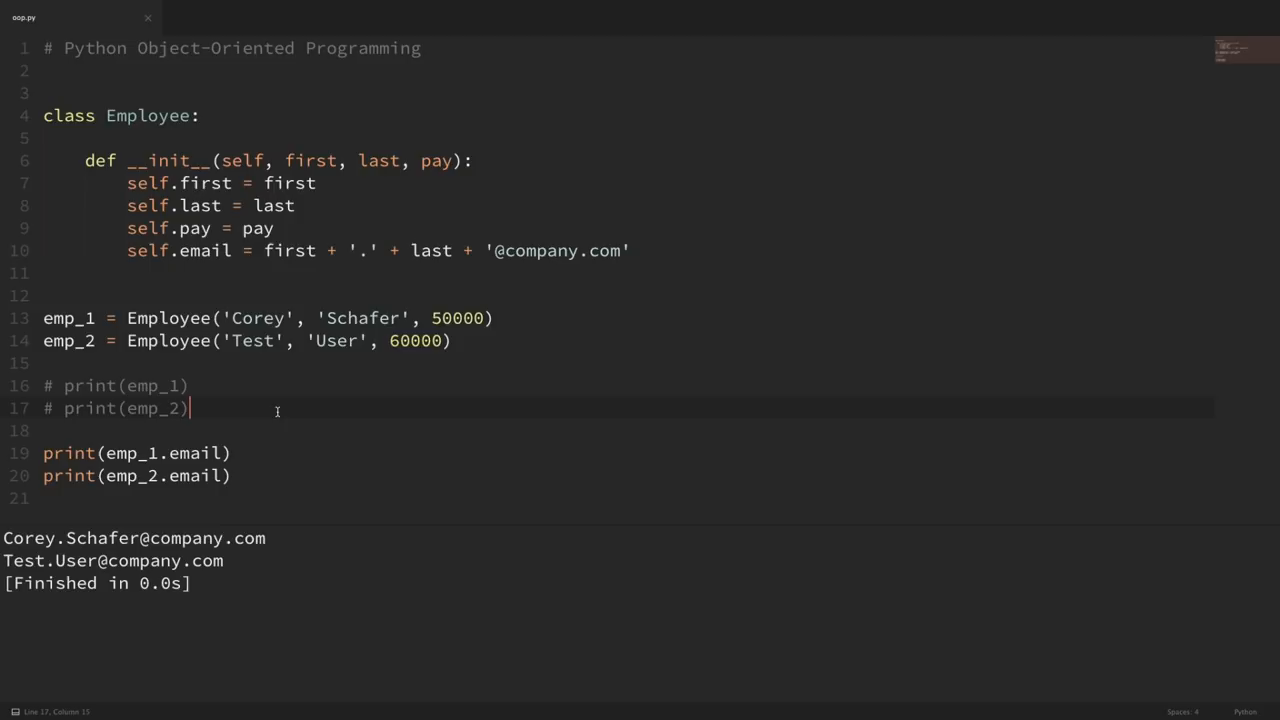 oop.py ×
1 # Python Object-Oriented Programming
2
3
4 class Employee:
5
6     def __init__(self, first, last, pay):
7         self.first = first
8         self.last = last
9         self.pay = pay
10         self.email = first + '.' + last + '@company.com'
11
12
13 emp_1 = Employee('Corey', 'Schafer', 50000)
14 emp_2 = Employee('Test', 'User', 60000)
15
16 # print(emp_1)
17 # print(emp_2)
18
19 print(emp_1.email)
20 print(emp_2.email)
21
Corey.Schafer@company.com
Test.User@company.com
[Finished in 0.0s]
Line 17, Column 15 Spaces: 4 Python